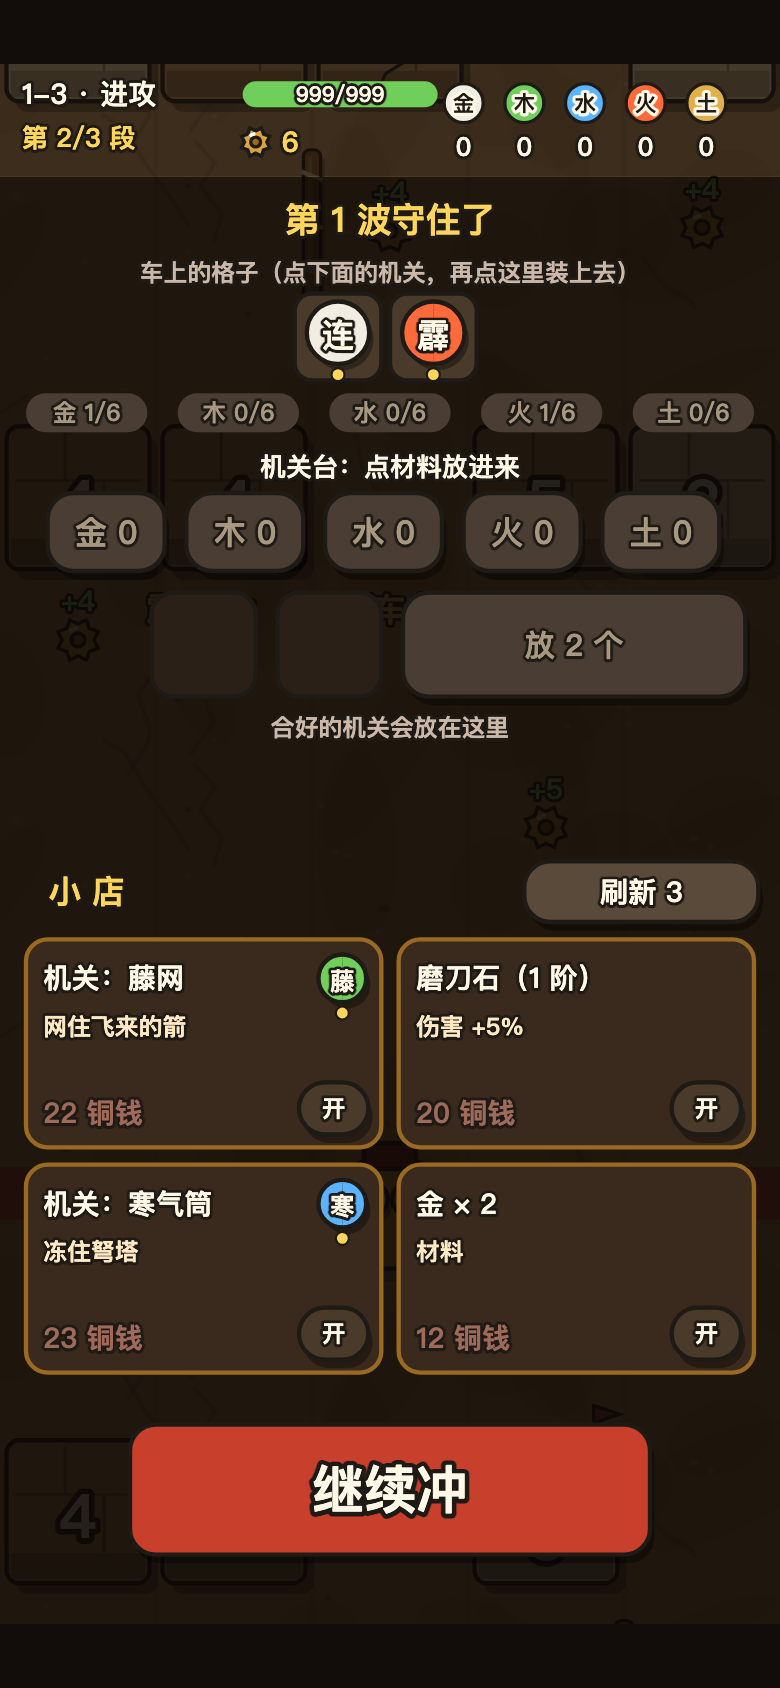 1–3 · 进攻
999/999
金 木 水 火 土
第 2/3 段
6
0 0 0 0 0
+4
+4
第 1 波守住了
车上的格子（点下面的机关，再点这里装上去）
连 霹
金 1/6 木 0/6 水 0/6 火 1/6 土 0/6
机关台：点材料放进来
金 0 木 0 水 0 火 0 土 0
+4
车
放 2 个
合好的机关会放在这里
+5
小 店
刷新 3
机关：藤网
藤
网住飞来的箭
22 铜钱
开
磨刀石（1 阶）
伤害 +5%
20 铜钱
开
机关：寒气筒
寒
冻住弩塔
23 铜钱
开
金 × 2
材料
12 铜钱
开
继续冲
4